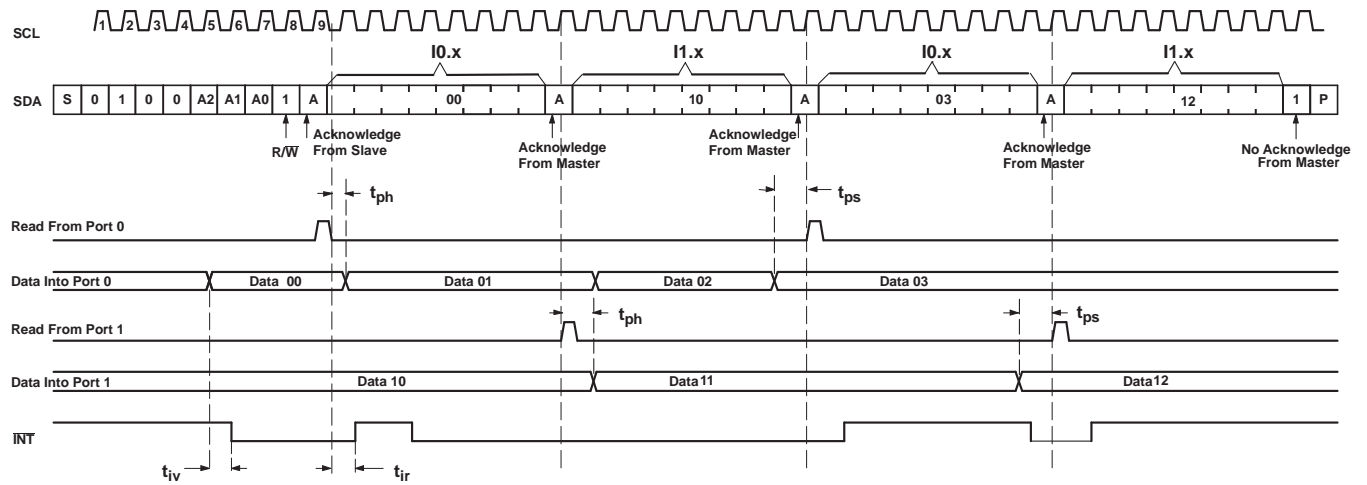 SCL 1 2 3 4 5 6 7 8 9
I0.x I1.x I0.x I1.x
SDA S 0 1 0 0 A2 A1 A0 1 A 00 A 10 A 03 A 12 1 P
R/W
Acknowledge
From Slave
Acknowledge
From Master
Acknowledge
From Master
Acknowledge
From Master
No Acknowledge
From Master
tph tps
Read From Port 0
Data Into Port 0 Data 00 Data 01 Data 02 Data 03
tph tps
Read From Port 1
Data Into Port 1 Data 10 Data 11 Data 12
INT
tiv tir